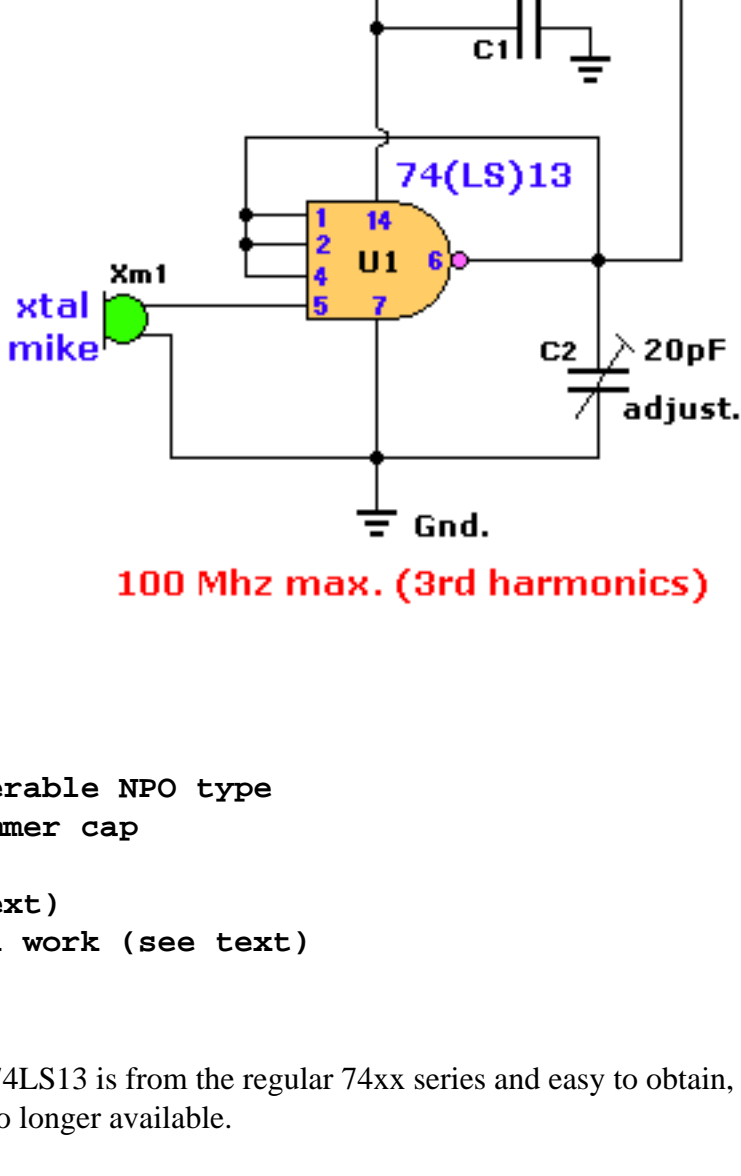 C1
74(LS)13
1
14
2
U1
6
4
5
7
Xm1
xtal
mike
C2
20pF
adjust.
Gnd.
100 Mhz max. (3rd harmonics)
erable NPO type
mer cap
ext)
work (see text)
74LS13 is from the regular 74xx series and easy to obtain,
o longer available.